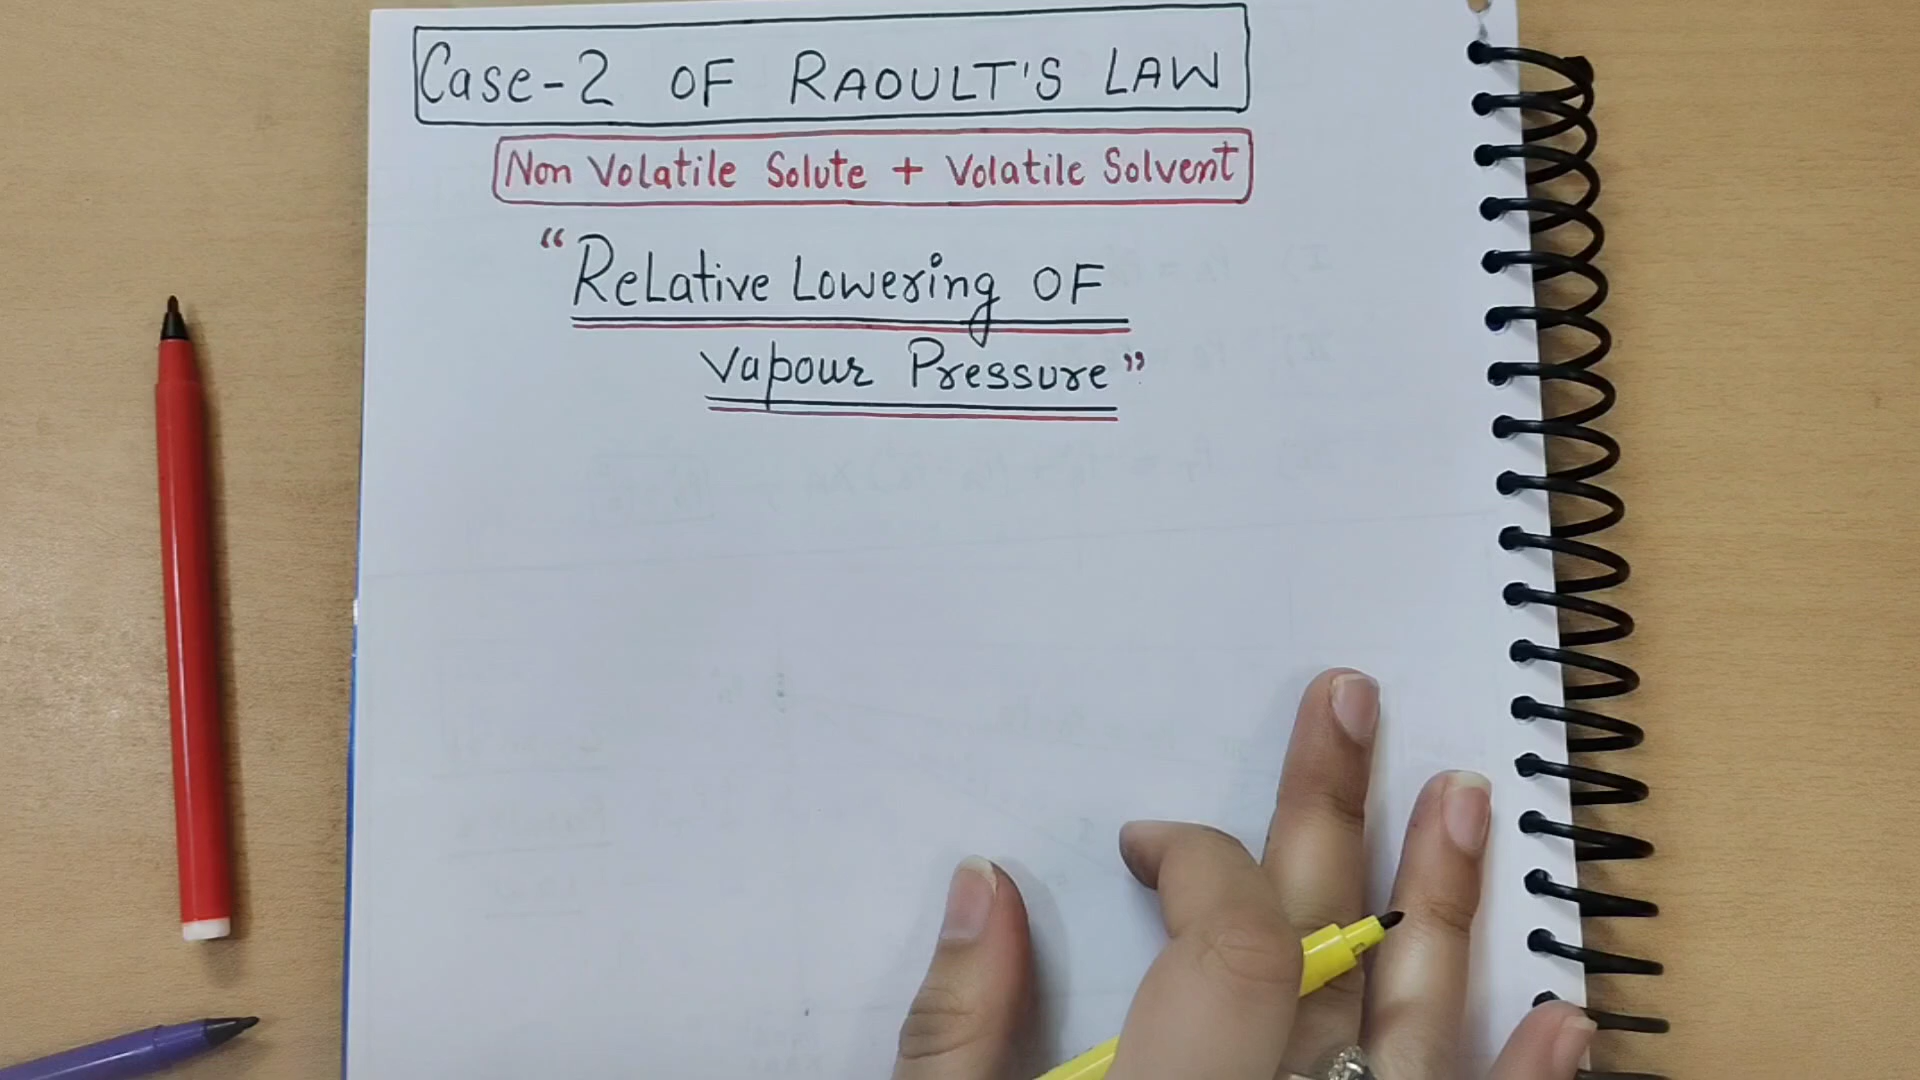 Case-2 OF RAOULT'S LAW
Non Volatile Solute + Volatile Solvent
"Relative Lowering OF
Vapour Pressure"